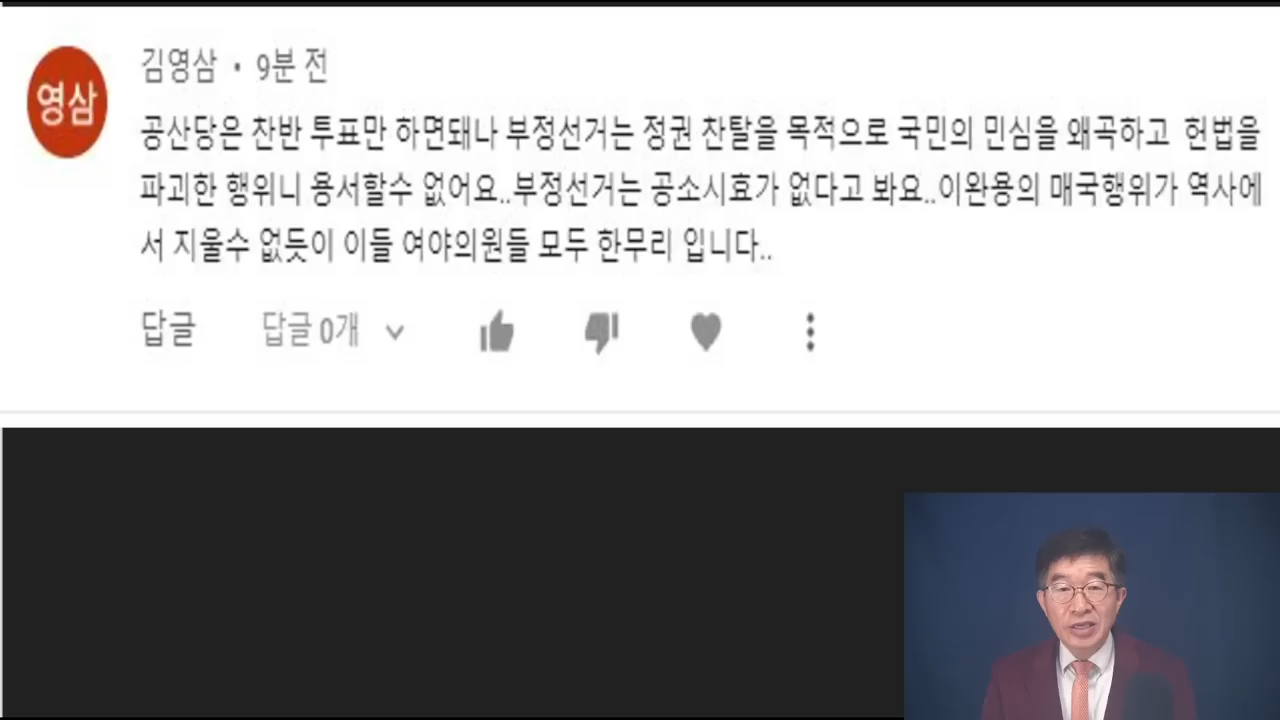 영삼
김영삼 • 9분 전
공산당은 찬반 투표만 하면돼나 부정선거는 정권 찬탈을 목적으로 국민의 민심을 왜곡하고 헌법을
파괴한 행위니 용서할수 없어요..부정선거는 공소시효가 없다고 봐요..이완용의 매국행위가 역사에
서 지울수 없듯이 이들 여야의원들 모두 한무리 입니다..
답글 답글 0개